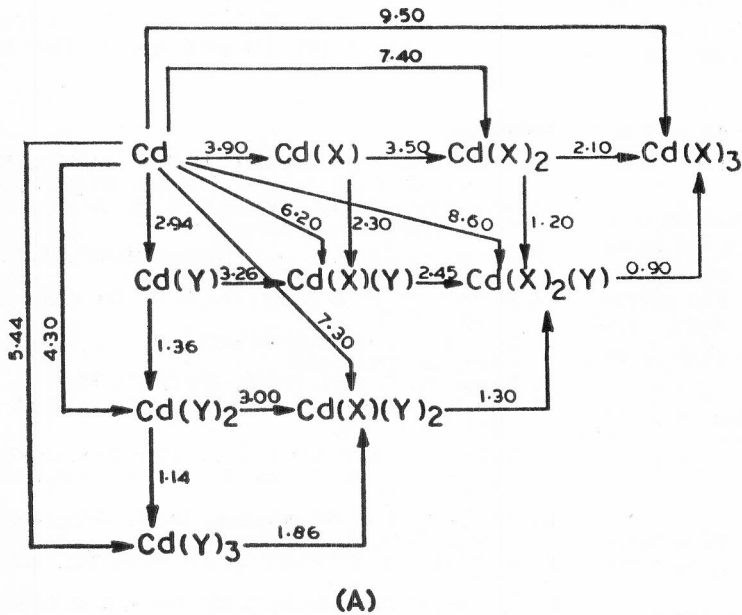 9.50
7.40
Cd 3.90 Cd(X) 3.50 Cd(X)2 2.10 Cd(X)3
2.94 6.20 2.30 8.60 1.20
Cd(Y) 3.26 Cd(X)(Y) 2.45 Cd(X)2(Y) 0.90
5.44 4.30 1.36 7.30
Cd(Y)2 3.00 Cd(X)(Y)2 1.30
1.14
Cd(Y)3 1.86
(A)